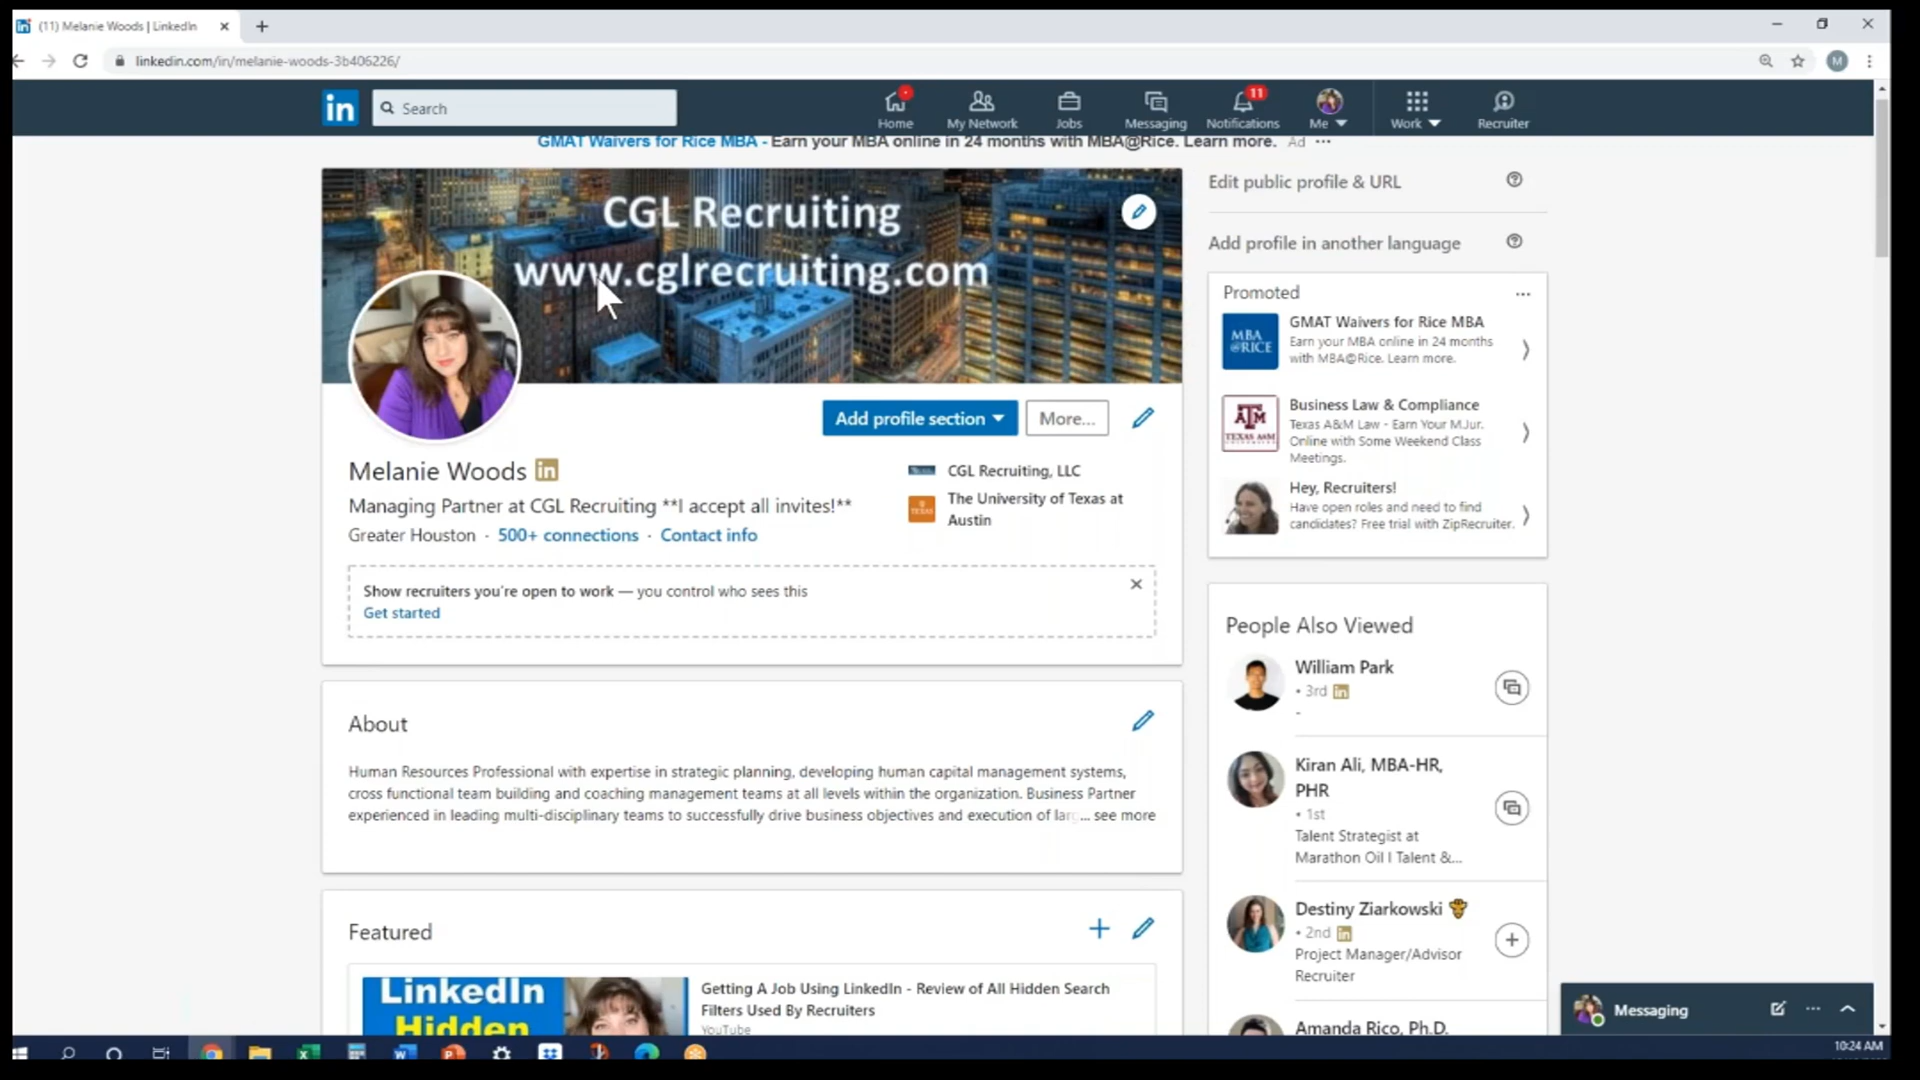 (11) Melanie Woods | LinkedIn
linkedin.com/in/melanie-woods-3b406226/
M
in
Search
Home
My Network
Jobs
Messaging
11
Notifications
Me
Work
Recruiter
GMAT Waivers for Rice MBA - Earn your MBA online in 24 months with MBA@Rice. Learn more. Ad ...
CGL Recruiting
www.cglrecruiting.com
Add profile section
More...
Melanie Woods in
Managing Partner at CGL Recruiting **I accept all invites!**
Greater Houston · 500+ connections · Contact info
CGL Recruiting, LLC
TEXAS
The University of Texas at
Austin
Show recruiters you're open to work — you control who sees this
Get started
About
Human Resources Professional with expertise in strategic planning, developing human capital management systems,
cross functional team building and coaching management teams at all levels within the organization. Business Partner
experienced in leading multi-disciplinary teams to successfully drive business objectives and execution of larg... see more
Featured
LinkedIn
Hidden
Getting A Job Using LinkedIn - Review of All Hidden Search
Filters Used By Recruiters
YouTube
Edit public profile & URL
Add profile in another language
Promoted
MBA
@RICE
GMAT Waivers for Rice MBA
Earn your MBA online in 24 months
with MBA@Rice. Learn more.
ATM
TEXAS A&M
Business Law & Compliance
Texas A&M Law - Earn Your M.Jur.
Online with Some Weekend Class
Meetings.
Hey, Recruiters!
Have open roles and need to find
candidates? Free trial with ZipRecruiter.
People Also Viewed
William Park
• 3rd in
-
Kiran Ali, MBA-HR,
PHR
• 1st
Talent Strategist at
Marathon Oil I Talent &...
Destiny Ziarkowski
• 2nd in
Project Manager/Advisor
Recruiter
Amanda Rico, Ph.D.
Messaging
10:24 AM